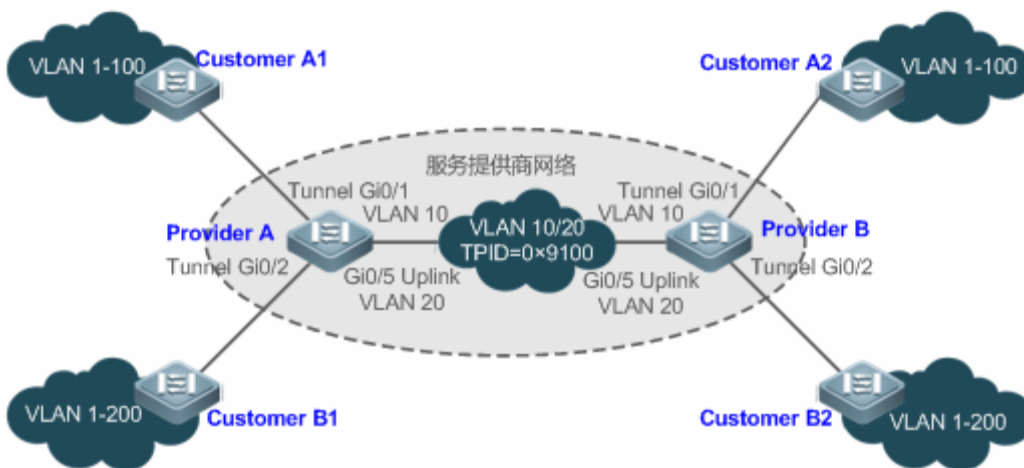 VLAN 1-100
Customer A1
Customer A2
VLAN 1-100
服务提供商网络
Tunnel Gi0/1
VLAN 10
Tunnel Gi0/1
VLAN 10
Provider A
VLAN 10/20
TPID=0×9100
Provider B
Tunnel Gi0/2
Gi0/5 Uplink
VLAN 20
Gi0/5 Uplink
VLAN 20
Tunnel Gi0/2
VLAN 1-200
Customer B1
Customer B2
VLAN 1-200